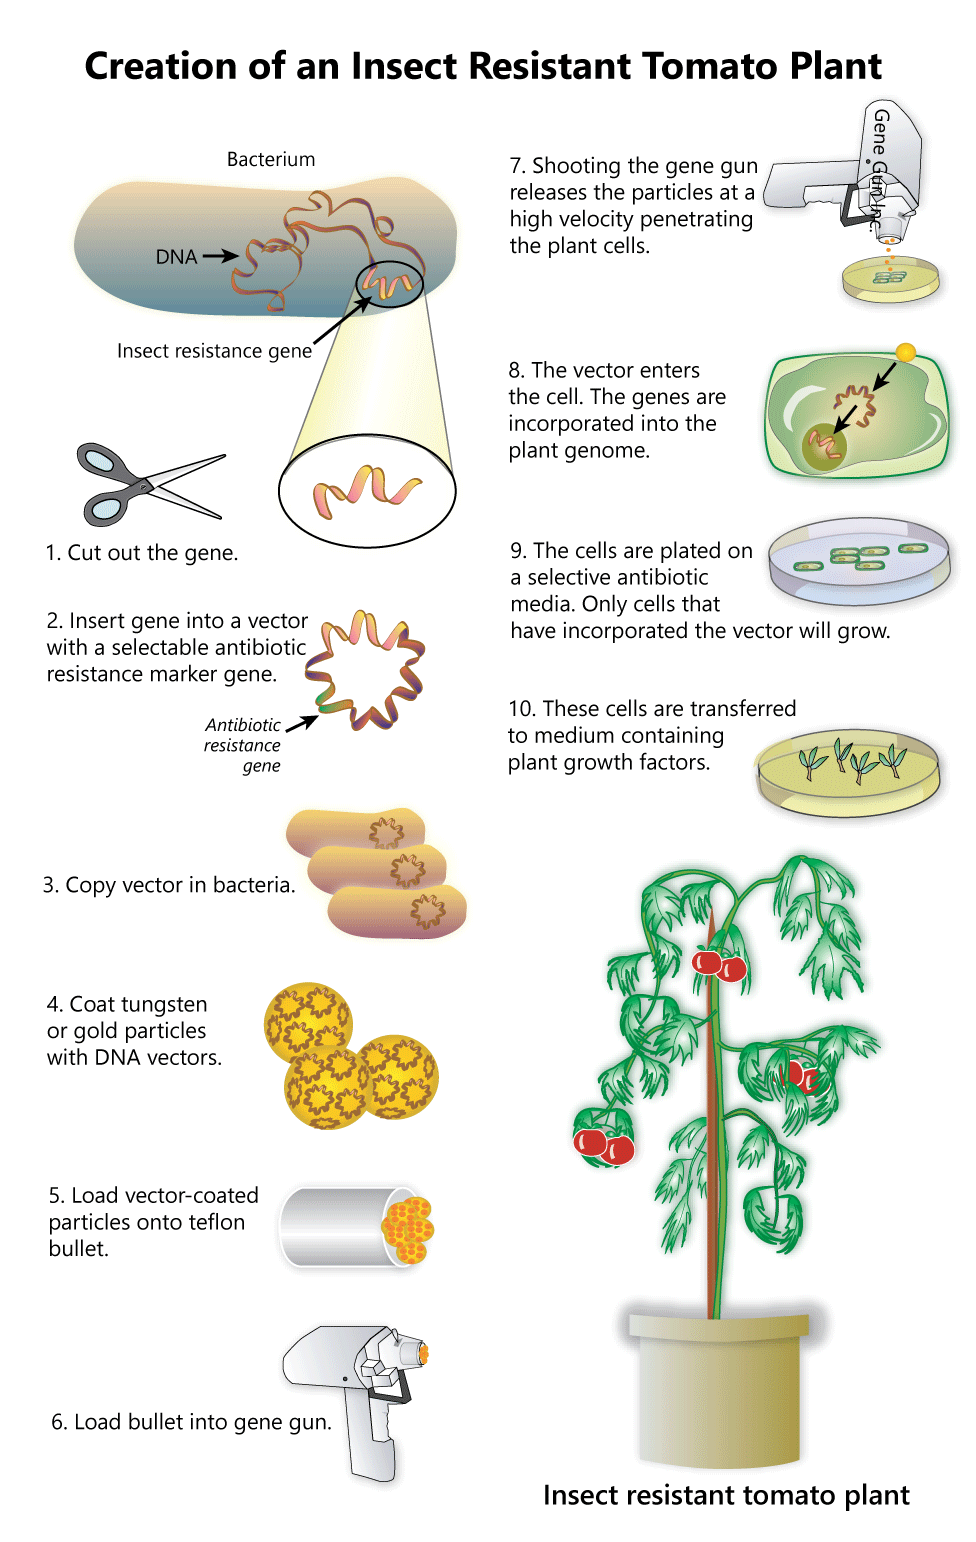 Creation of an Insect Resistant Tomato Plant
Bacterium
DNA
Insect resistance gene
1. Cut out the gene.
2. Insert gene into a vector
with a selectable antibiotic
resistance marker gene.
Antibiotic
resistance
gene
3. Copy vector in bacteria.
4. Coat tungsten
or gold particles
with DNA vectors.
5. Load vector-coated
particles onto teflon
bullet.
6. Load bullet into gene gun.
7. Shooting the gene gun
releases the particles at a
high velocity penetrating
the plant cells.
Gene Gun Inc.
8. The vector enters
the cell. The genes are
incorporated into the
plant genome.
9. The cells are plated on
a selective antibiotic
media. Only cells that
have incorporated the vector will grow.
10. These cells are transferred
to medium containing
plant growth factors.
Insect resistant tomato plant